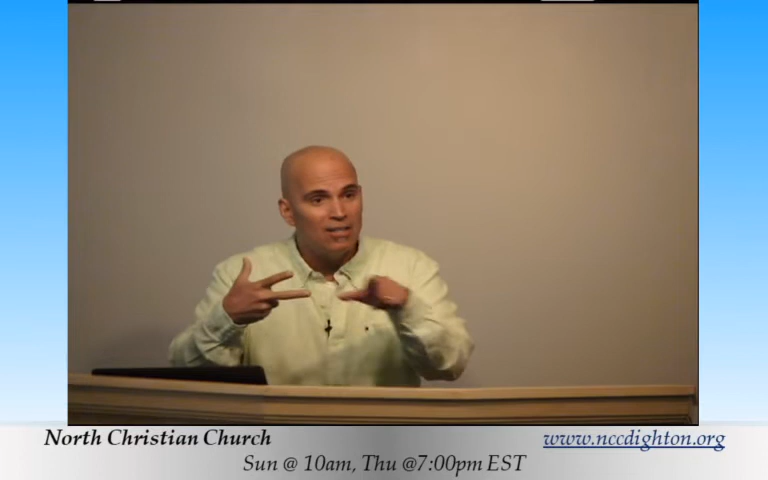 North Christian Church www.nccdighton.org
Sun @ 10am, Thu @7:00pm EST